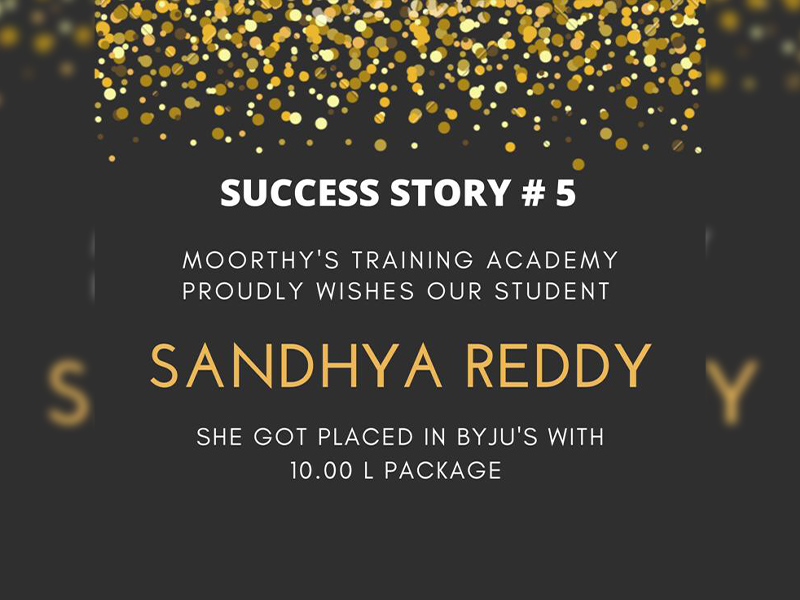 SUCCESS STORY # 5
MOORTHY'S TRAINING ACADEMY
PROUDLY WISHES OUR STUDENT
SANDHYA REDDY
SHE GOT PLACED IN BYJU'S WITH
10.00 L PACKAGE